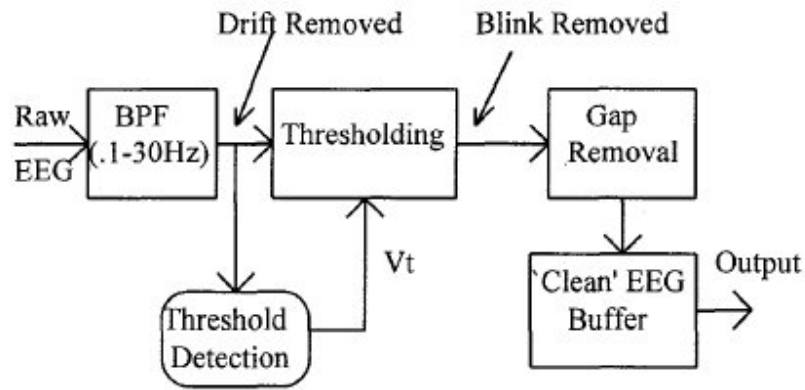 Drift Removed
Blink Removed
Raw
EEG
BPF
(.1-30Hz)
Thresholding
Gap
Removal
Vt
Threshold
Detection
`Clean' EEG
Buffer
Output